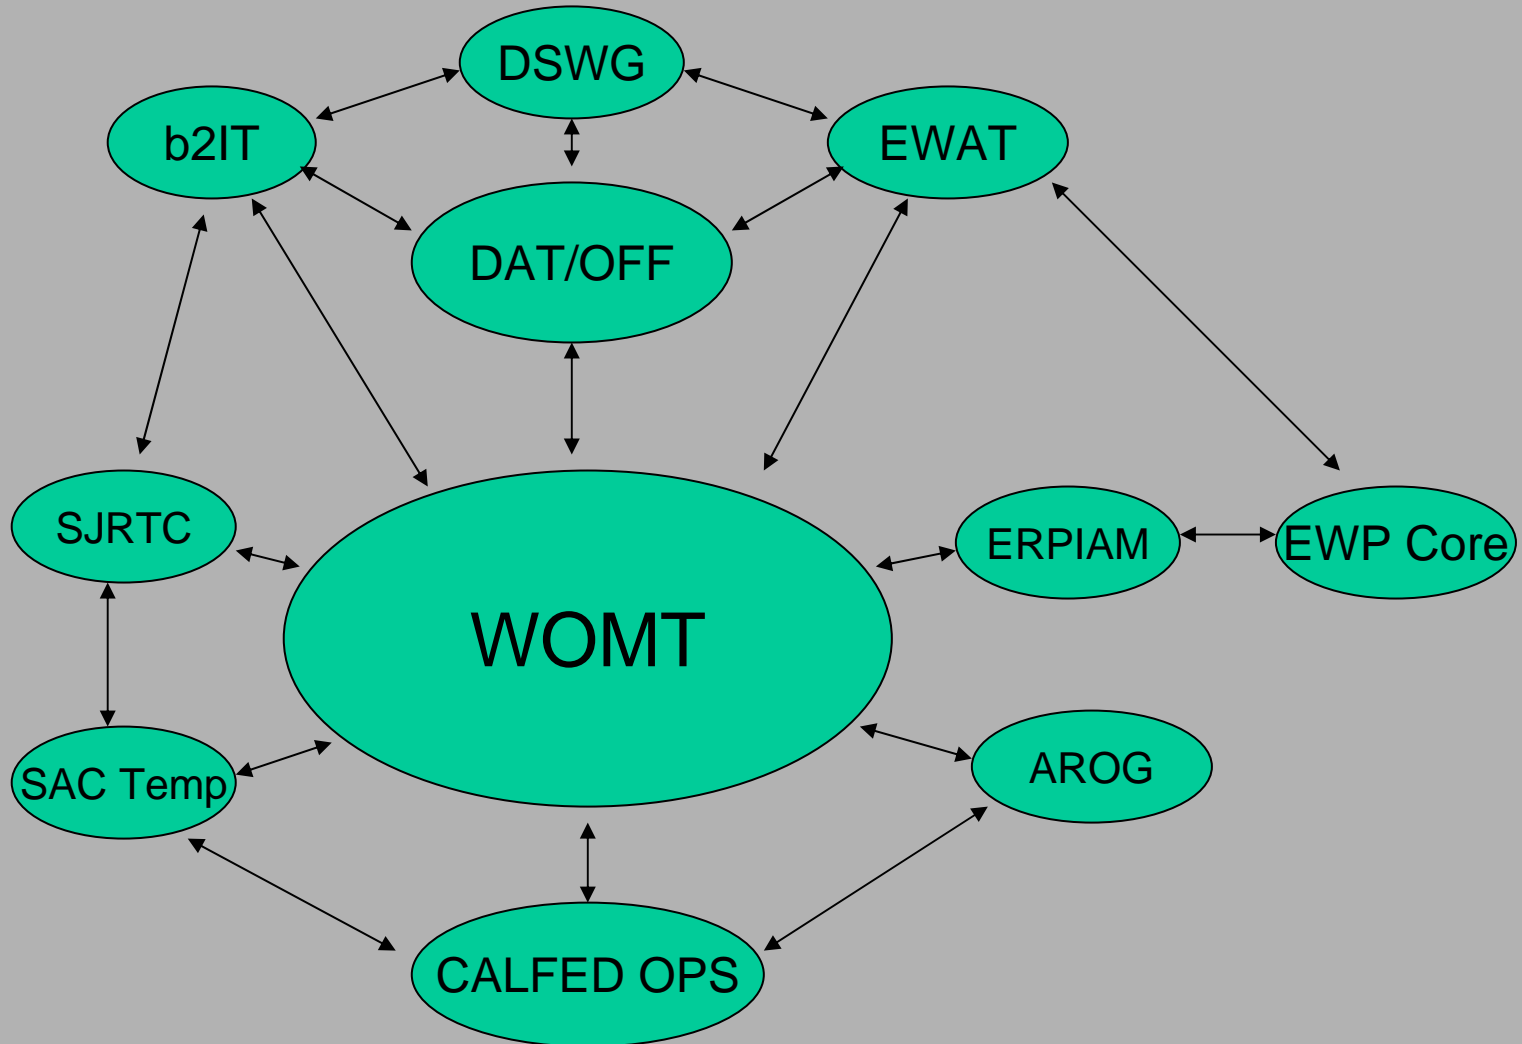 DSWG
b2IT
EWAT
DAT/OFF
SJRTC
ERPIAM
EWP Core
WOMT
SAC Temp
AROG
CALFED OPS